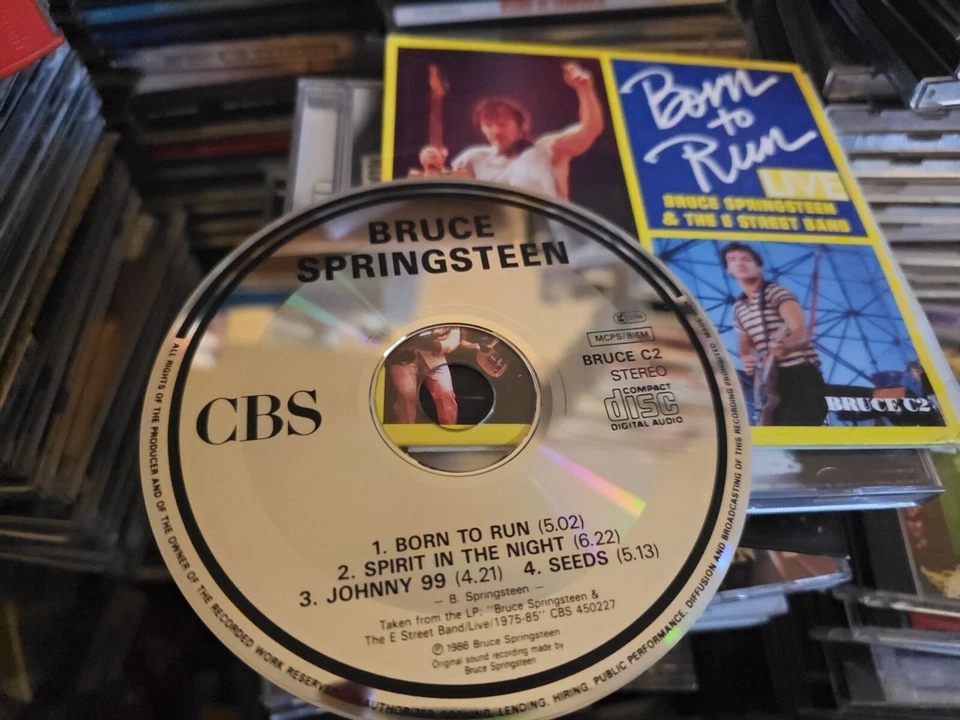 Born
to
Run
LIVE
BRUCE SPRINGSTEEN
& THE E STREET BAND
BRUCE C2
BRUCE
SPRINGSTEEN
MCPS/BIEM
BRUCE C2
STEREO
COMPACT
disc
DIGITAL AUDIO
CBS
1. BORN TO RUN (5.02)
2. SPIRIT IN THE NIGHT (6.22)
3. JOHNNY 99 (4.21) 4. SEEDS (5.13)
– B. Springsteen –
Taken from the LP: "Bruce Springsteen &
The E Street Band/Live/1975-85" CBS 450227
℗ 1986 Bruce Springsteen
Original sound recording made by
Bruce Springsteen
ALL RIGHTS OF THE PRODUCER AND OF THE OWNER OF THE RECORDED WORK RESERVED
COPYING, LENDING, HIRING, PUBLIC PERFORMANCE, DIFFUSION AND BROADCASTING OF THIS RECORDING PROHIBITED